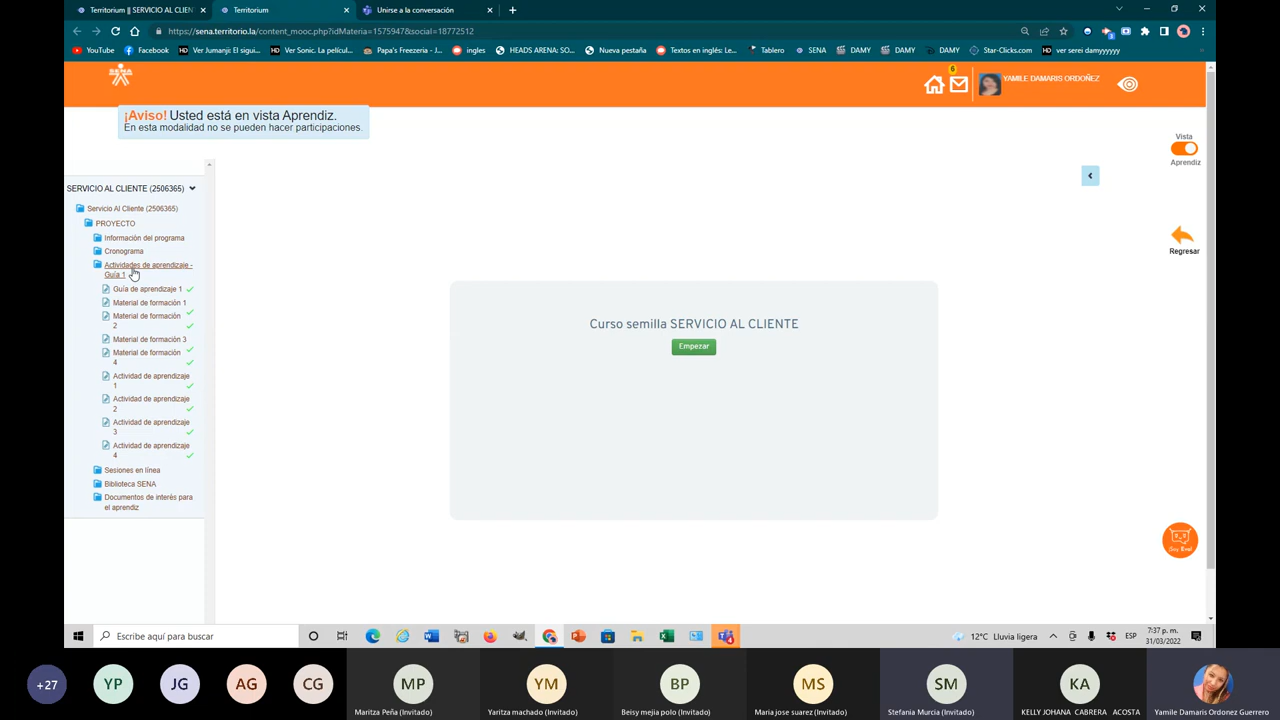 Territorium || SERVICIO AL CLIEN
Territorium
Unirse a la conversación
https://sena.territorio.la/content_mooc.php?idMateria=1575947&social=18772512
YouTube
Facebook
Ver Jumanji: El sigui...
Ver Sonic. La pelícu...
Papa's Freezeria - J...
ingles
HEADS ARENA: SO...
Nueva pestaña
Textos en inglés: Le...
Tablero
SENA
DAMY
DAMY
DAMY
Star-Clicks.com
ver serei damyyyyyy
SENA
6
YAMILE DAMARIS ORDOÑEZ
¡Aviso! Usted está en vista Aprendiz.
En esta modalidad no se pueden hacer participaciones.
Vista
Aprendiz
Regresar
SERVICIO AL CLIENTE (2506365)
Servicio Al Cliente (2506365)
PROYECTO
Información del programa
Cronograma
Actividades de aprendizaje -
Guía 1
Guía de aprendizaje 1
Material de formación 1
Material de formación
2
Material de formación 3
Material de formación
4
Actividad de aprendizaje
1
Actividad de aprendizaje
2
Actividad de aprendizaje
3
Actividad de aprendizaje
4
Sesiones en línea
Biblioteca SENA
Documentos de interés para
el aprendiz
Curso semilla SERVICIO AL CLIENTE
Empezar
Escribe aquí para buscar
12°C Lluvia ligera
ESP
7:37 p. m.
31/03/2022
+27
YP
JG
AG
CG
MP
Maritza Peña (Invitado)
YM
Yaritza machado (Invitado)
BP
Beisy mejia polo (Invitado)
MS
Maria jose suarez (Invitado)
SM
Stefania Murcia (Invitado)
KA
KELLY JOHANA CABRERA ACOSTA
Yamile Damaris Ordonez Guerrero